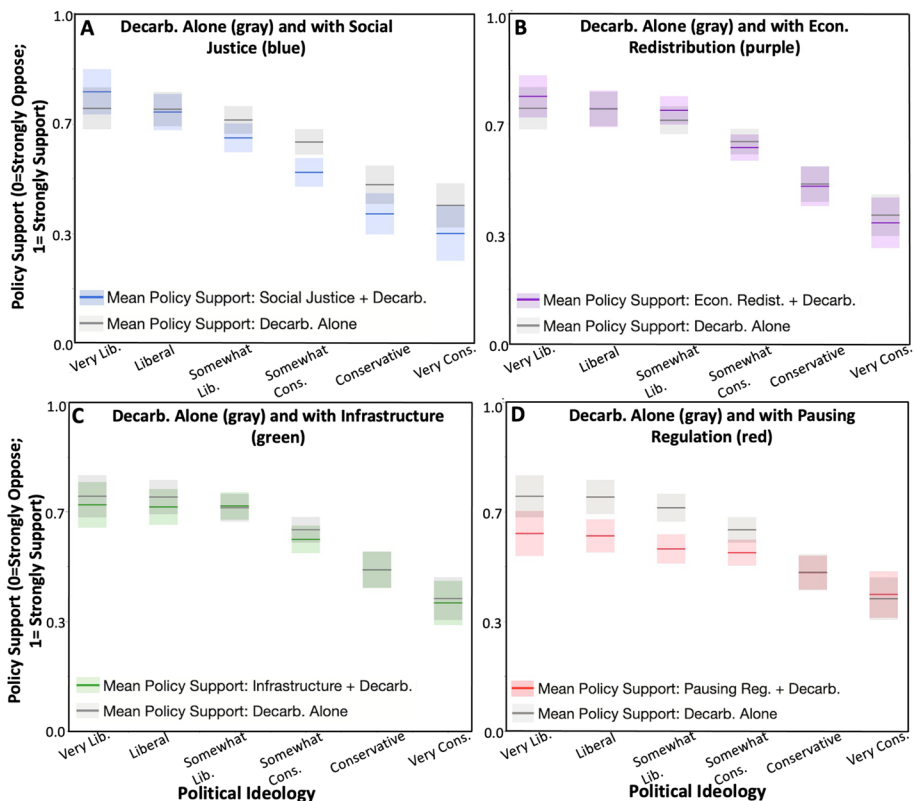 Policy Support (0=Strongly Oppose;
1= Strongly Support)
A
Decarb. Alone (gray) and with Social
Justice (blue)
1.0
0.7
0.3
0.0
Mean Policy Support: Social Justice + Decarb.
Mean Policy Support: Decarb. Alone
Very Lib.
Liberal
Somewhat
Lib.
Somewhat
Cons.
Conservative
Very Cons.
B
Decarb. Alone (gray) and with Econ.
Redistribution (purple)
1.0
0.7
0.3
0.0
Mean Policy Support: Econ. Redist. + Decarb.
Mean Policy Support: Decarb. Alone
Very Lib.
Liberal
Somewhat
Lib.
Somewhat
Cons.
Conservative
Very Cons.
Policy Support (0=Strongly Oppose;
1= Strongly Support)
C
Decarb. Alone (gray) and with Infrastructure
(green)
1.0
0.7
0.3
0.0
Mean Policy Support: Infrastructure + Decarb.
Mean Policy Support: Decarb. Alone
Very Lib.
Liberal
Somewhat
Lib.
Somewhat
Cons.
Conservative
Very Cons.
Political Ideology
D
Decarb. Alone (gray) and with Pausing
Regulation (red)
1.0
0.7
0.3
0.0
Mean Policy Support: Pausing Reg. + Decarb.
Mean Policy Support: Decarb. Alone
Very Lib.
Liberal
Somewhat
Lib.
Somewhat
Cons.
Conservative
Very Cons.
Political Ideology